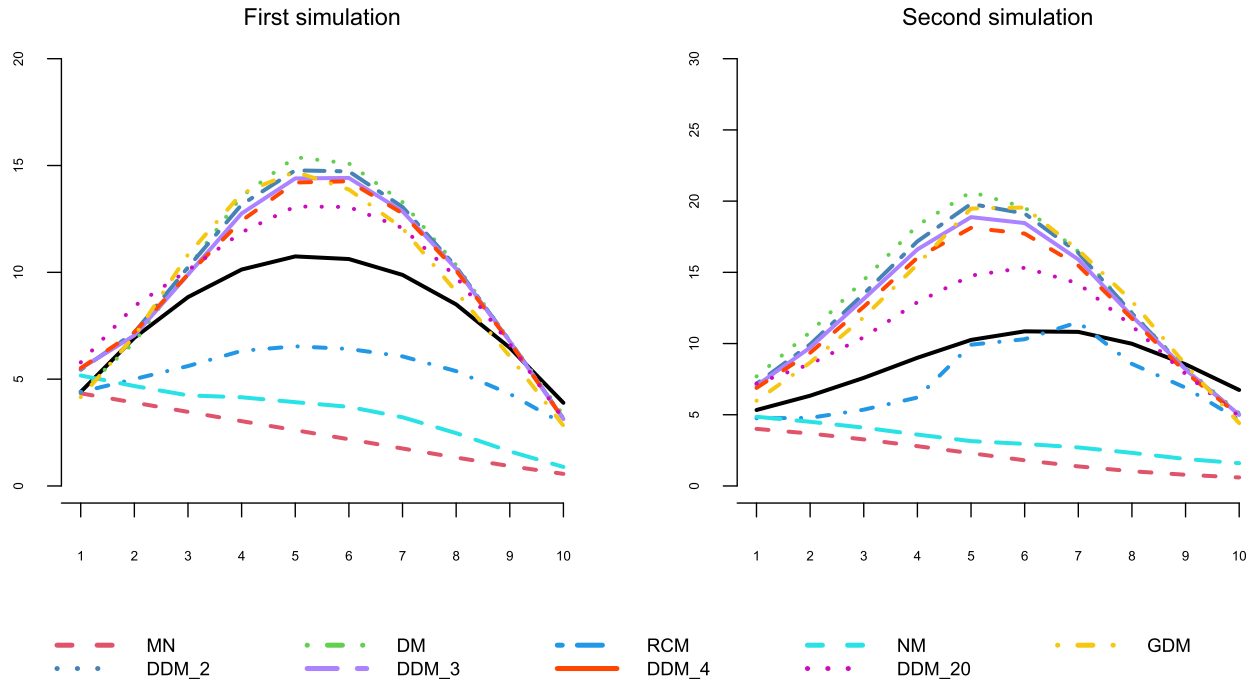 First simulation
Second simulation
20
15
10
5
0
1 2 3 4 5 6 7 8 9 10
30
25
20
15
10
5
0
1 2 3 4 5 6 7 8 9 10
MN DM RCM NM GDM
DDM_2 DDM_3 DDM_4 DDM_20